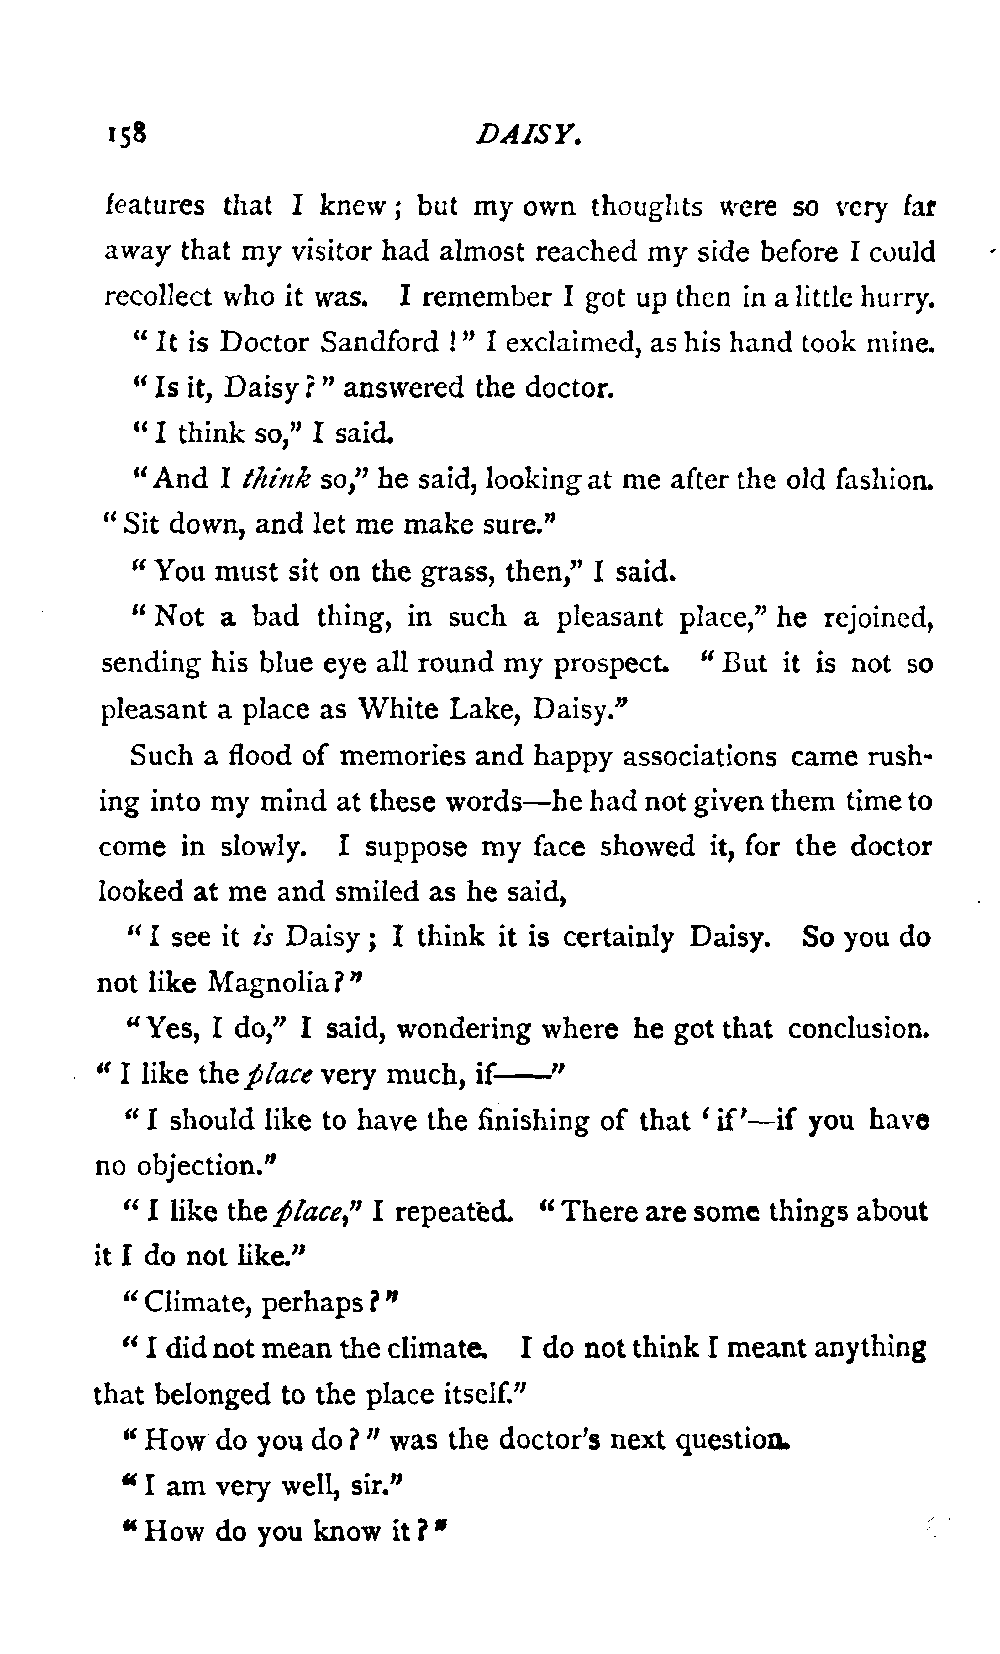 158 DAISY.
features that I knew; but my own thoughts were so very far
away that my visitor had almost reached my side before I could
recollect who it was. I remember I got up then in a little hurry.
"It is Doctor Sandford!" I exclaimed, as his hand took mine.
"Is it, Daisy?" answered the doctor.
"I think so," I said.
"And I think so," he said, looking at me after the old fashion.
"Sit down, and let me make sure."
"You must sit on the grass, then," I said.
"Not a bad thing, in such a pleasant place," he rejoined,
sending his blue eye all round my prospect. "But it is not so
pleasant a place as White Lake, Daisy."
Such a flood of memories and happy associations came rush-
ing into my mind at these words—he had not given them time to
come in slowly. I suppose my face showed it, for the doctor
looked at me and smiled as he said,
"I see it is Daisy; I think it is certainly Daisy. So you do
not like Magnolia?"
"Yes, I do," I said, wondering where he got that conclusion.
"I like the place very much, if——"
"I should like to have the finishing of that 'if'—if you have
no objection."
"I like the place," I repeated. "There are some things about
it I do not like."
"Climate, perhaps?"
"I did not mean the climate. I do not think I meant anything
that belonged to the place itself."
"How do you do?" was the doctor's next question.
"I am very well, sir."
"How do you know it?"